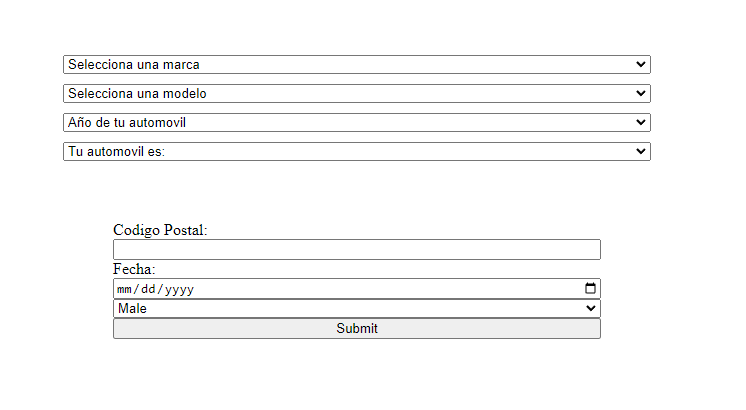 Selecciona una marca
Selecciona una modelo
Año de tu automovil
Tu automovil es:
Codigo Postal:
Fecha:
mm/dd/yyyy
Male
Submit